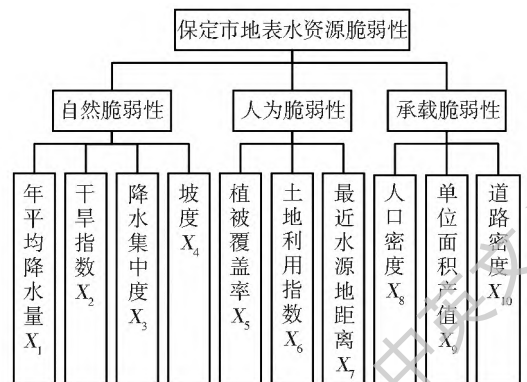 保定市地表水资源脆弱性
自然脆弱性
人为脆弱性
承载脆弱性
年平均降水量X1
干旱指数X2
降水集中度X3
坡度X4
植被覆盖率X5
土地利用指数X6
最近水源地距离X7
人口密度X8
单位面积产值X9
道路密度X10
中英文